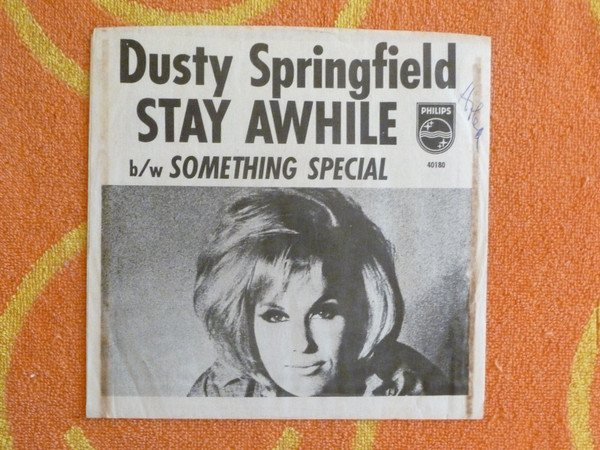 Dusty Springfield
STAY AWHILE
PHILIPS
40180
b/w SOMETHING SPECIAL